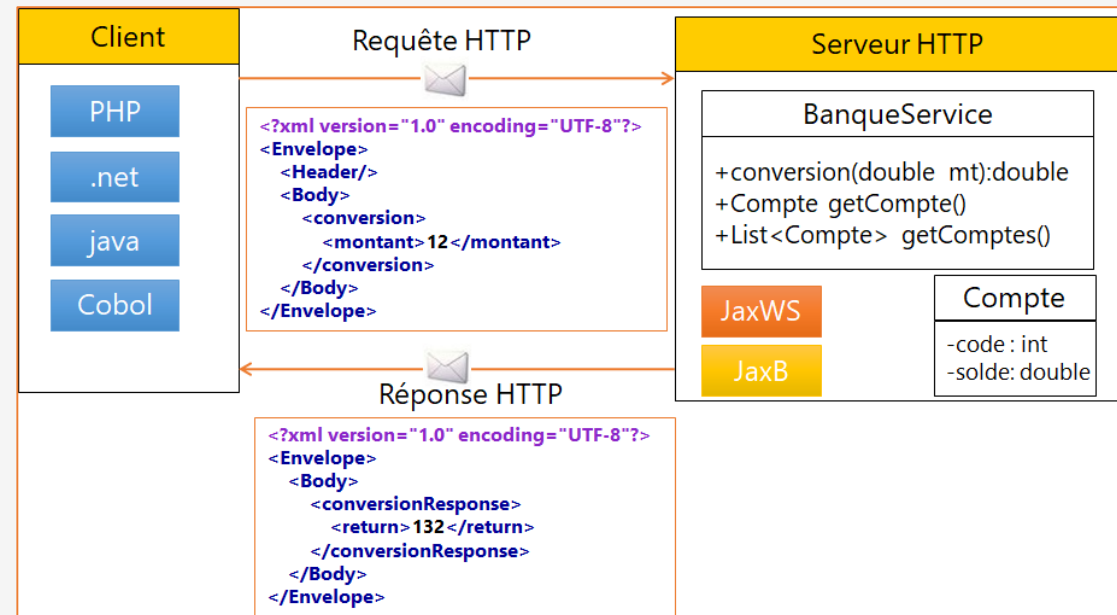 Client
PHP
.net
java
Cobol
Requête HTTP
<?xml version="1.0" encoding="UTF-8"?>
<Envelope>
<Header/>
<Body>
<conversion>
<montant>12</montant>
</conversion>
</Body>
</Envelope>
Réponse HTTP
<?xml version="1.0" encoding="UTF-8"?>
<Envelope>
<Body>
<conversionResponse>
<return>132</return>
</conversionResponse>
</Body>
</Envelope>
Serveur HTTP
BanqueService
+conversion(double mt):double
+Compte getCompte()
+List<Compte> getComptes()
JaxWS
JaxB
Compte
-code : int
-solde: double